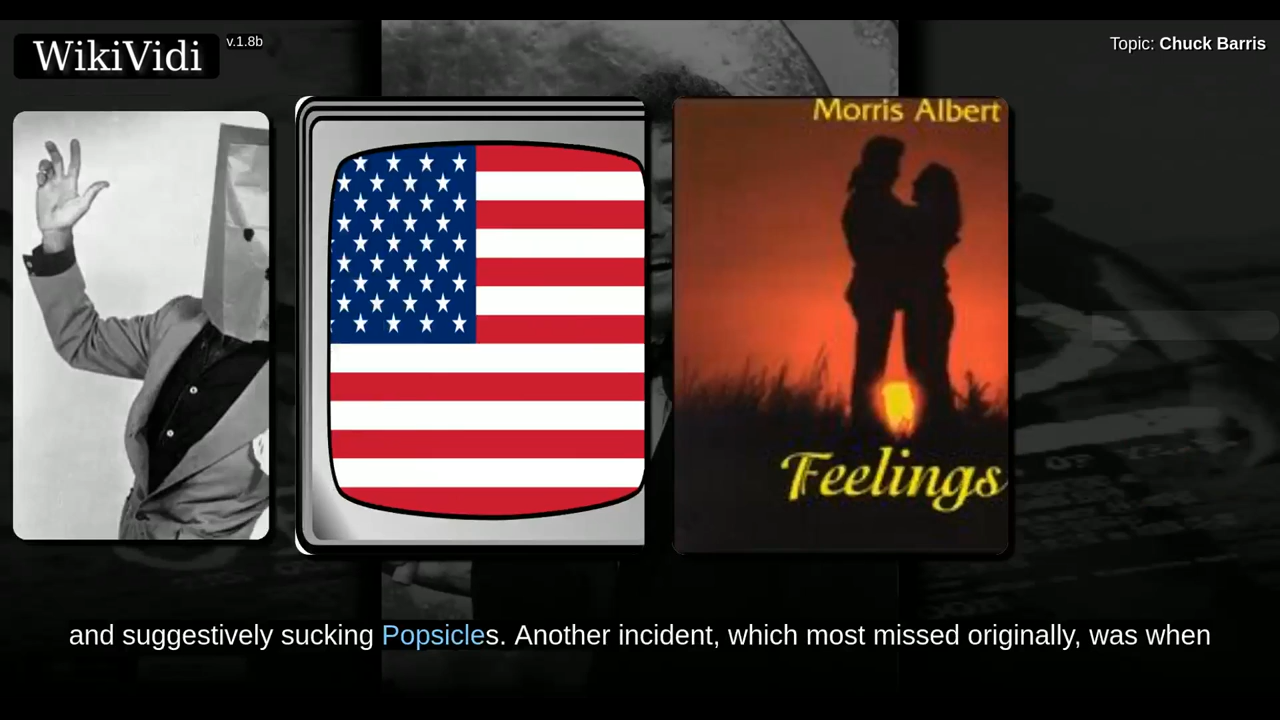 WikiVidi
v.1.8b
Topic: Chuck Barris
Morris Albert
Feelings
and suggestively sucking Popsicles. Another incident, which most missed originally, was when